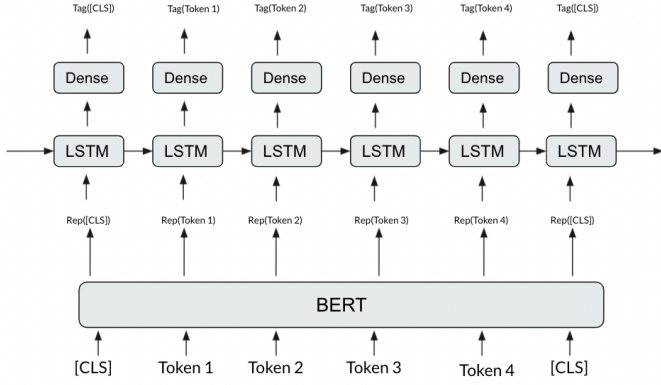 Tag([CLS]) Tag(Token 1) Tag(Token 2) Tag(Token 3) Tag(Token 4) Tag([CLS])
Dense Dense Dense Dense Dense Dense
LSTM LSTM LSTM LSTM LSTM LSTM
Rep([CLS]) Rep(Token 1) Rep(Token 2) Rep(Token 3) Rep(Token 4) Rep([CLS])
BERT
[CLS] Token 1 Token 2 Token 3 Token 4 [CLS]